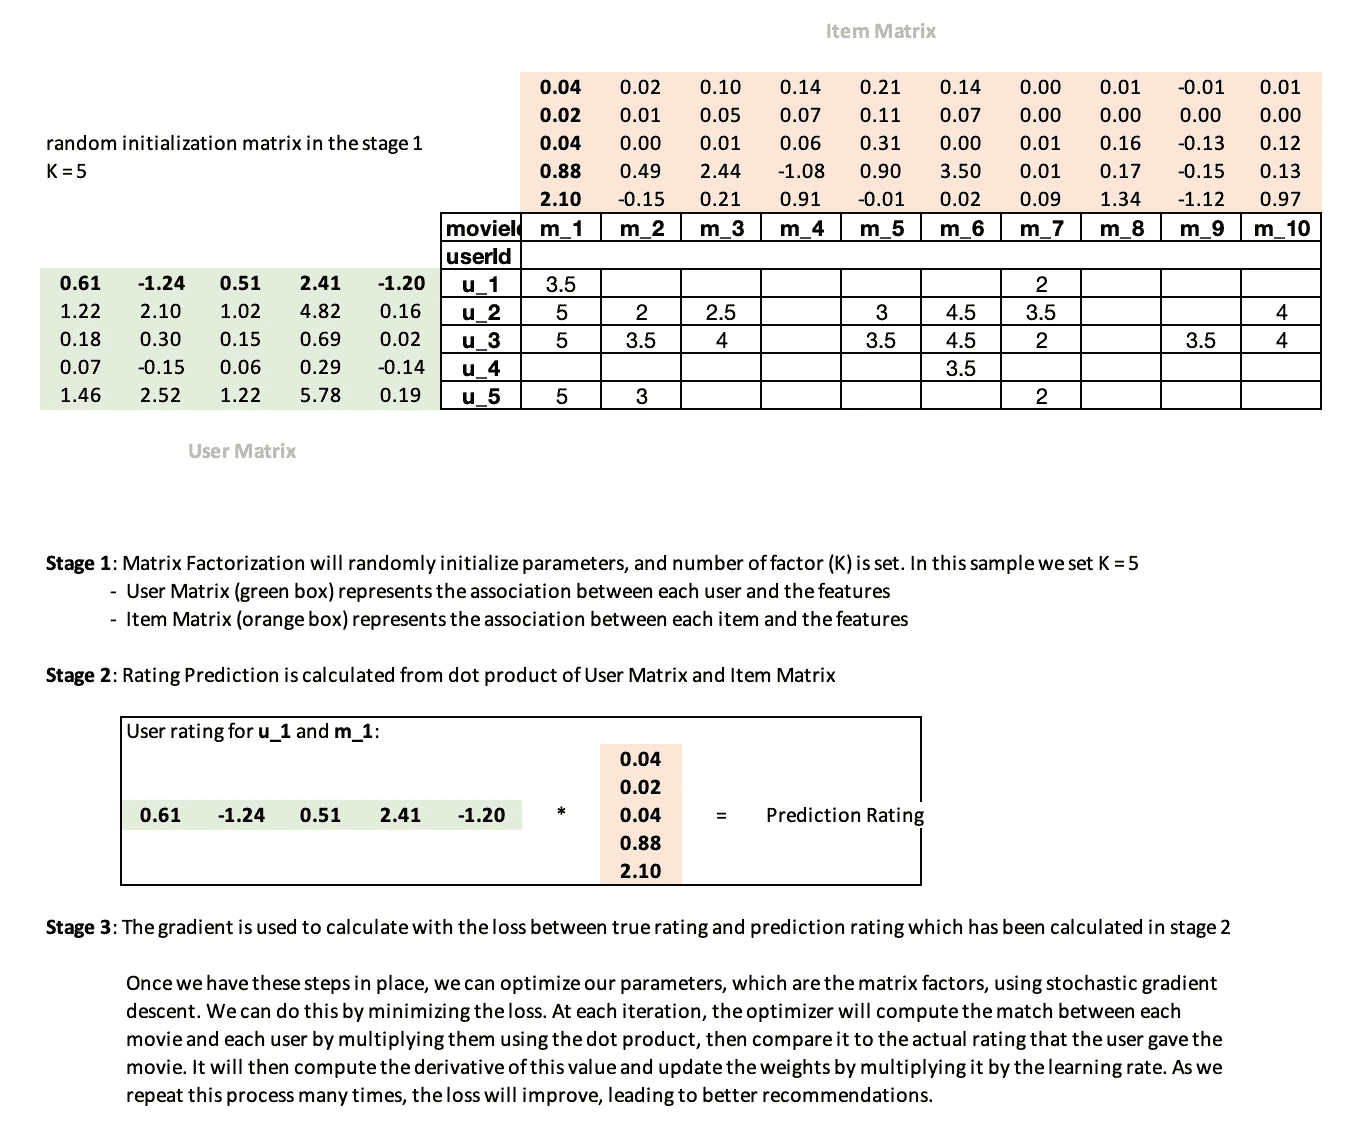 Item Matrix
0.04 0.02 0.10 0.14 0.21 0.14 0.00 0.01 -0.01 0.01
0.02 0.01 0.05 0.07 0.11 0.07 0.00 0.00 0.00 0.00
random initialization matrix in the stage 1 0.04 0.00 0.01 0.06 0.31 0.00 0.01 0.16 -0.13 0.12
K = 5 0.88 0.49 2.44 -1.08 0.90 3.50 0.01 0.17 -0.15 0.13
2.10 -0.15 0.21 0.91 -0.01 0.02 0.09 1.34 -1.12 0.97
movieI m_1 m_2 m_3 m_4 m_5 m_6 m_7 m_8 m_9 m_10
userId
0.61 -1.24 0.51 2.41 -1.20 u_1 3.5 2
1.22 2.10 1.02 4.82 0.16 u_2 5 2 2.5 3 4.5 3.5 4
0.18 0.30 0.15 0.69 0.02 u_3 5 3.5 4 3.5 4.5 2 3.5 4
0.07 -0.15 0.06 0.29 -0.14 u_4 3.5
1.46 2.52 1.22 5.78 0.19 u_5 5 3 2
User Matrix
Stage 1: Matrix Factorization will randomly initialize parameters, and number of factor (K) is set. In this sample we set K = 5
- User Matrix (green box) represents the association between each user and the features
- Item Matrix (orange box) represents the association between each item and the features
Stage 2: Rating Prediction is calculated from dot product of User Matrix and Item Matrix
User rating for u_1 and m_1:
0.04
0.02
0.61 -1.24 0.51 2.41 -1.20 * 0.04 = Prediction Rating
0.88
2.10
Stage 3: The gradient is used to calculate with the loss between true rating and prediction rating which has been calculated in stage 2
Once we have these steps in place, we can optimize our parameters, which are the matrix factors, using stochastic gradient
descent. We can do this by minimizing the loss. At each iteration, the optimizer will compute the match between each
movie and each user by multiplying them using the dot product, then compare it to the actual rating that the user gave the
movie. It will then compute the derivative of this value and update the weights by multiplying it by the learning rate. As we
repeat this process many times, the loss will improve, leading to better recommendations.